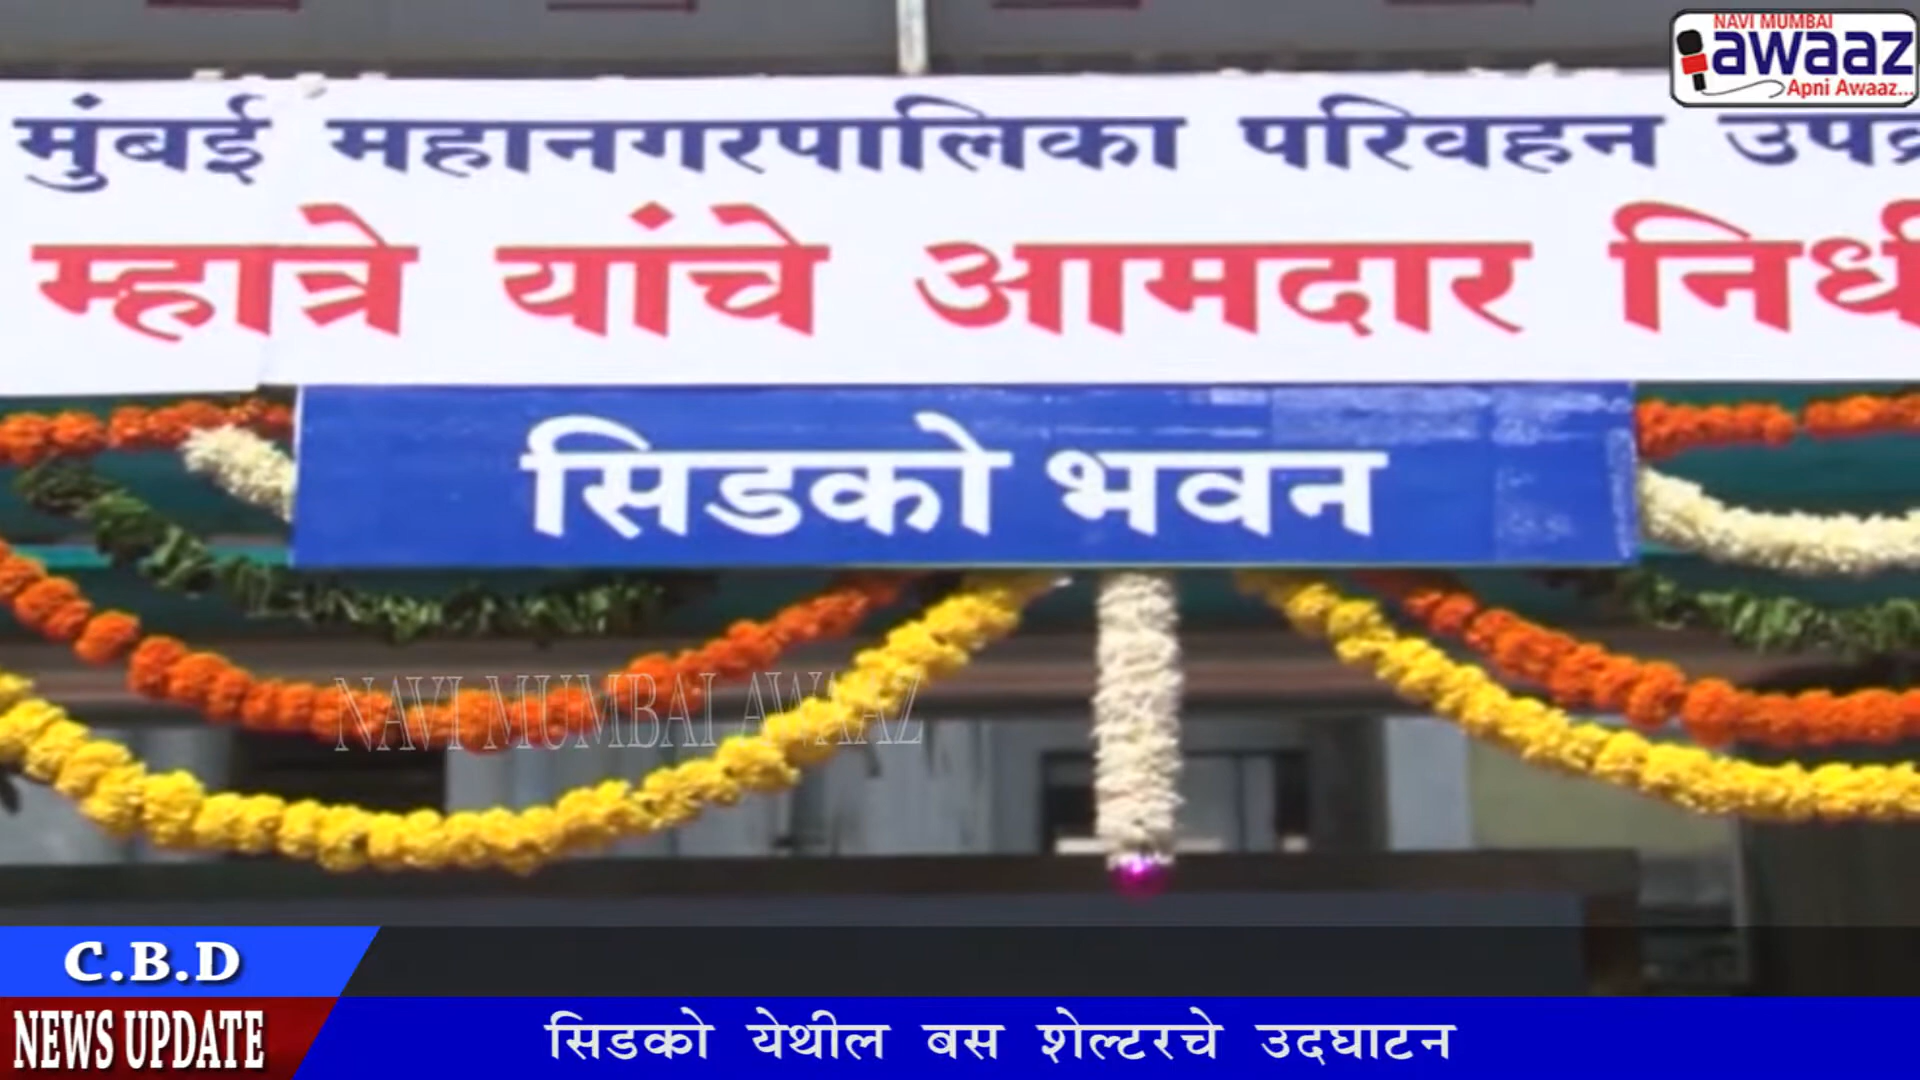 NAVI MUMBAI
awaaz
Apni Awaaz...
मुंबई महानगरपालिका परिवहन
म्हात्रे यांचे आमदार
सिडको भवन
NAVI MUMBAI AWAAZ
C.B.D
NEWS UPDATE
सिडको येथील बस शेल्टरचे उदघाटन